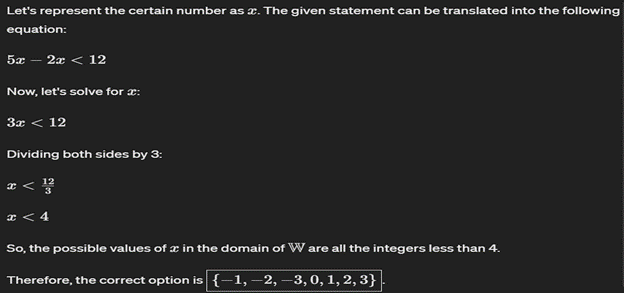 Let's represent the certain number as x. The given statement can be translated into the following
equation:
5x − 2x < 12
Now, let's solve for x:
3x < 12
Dividing both sides by 3:
x < 12/3
x < 4
So, the possible values of x in the domain of 𝕎 are all the integers less than 4.
Therefore, the correct option is {−1, −2, −3, 0, 1, 2, 3}.